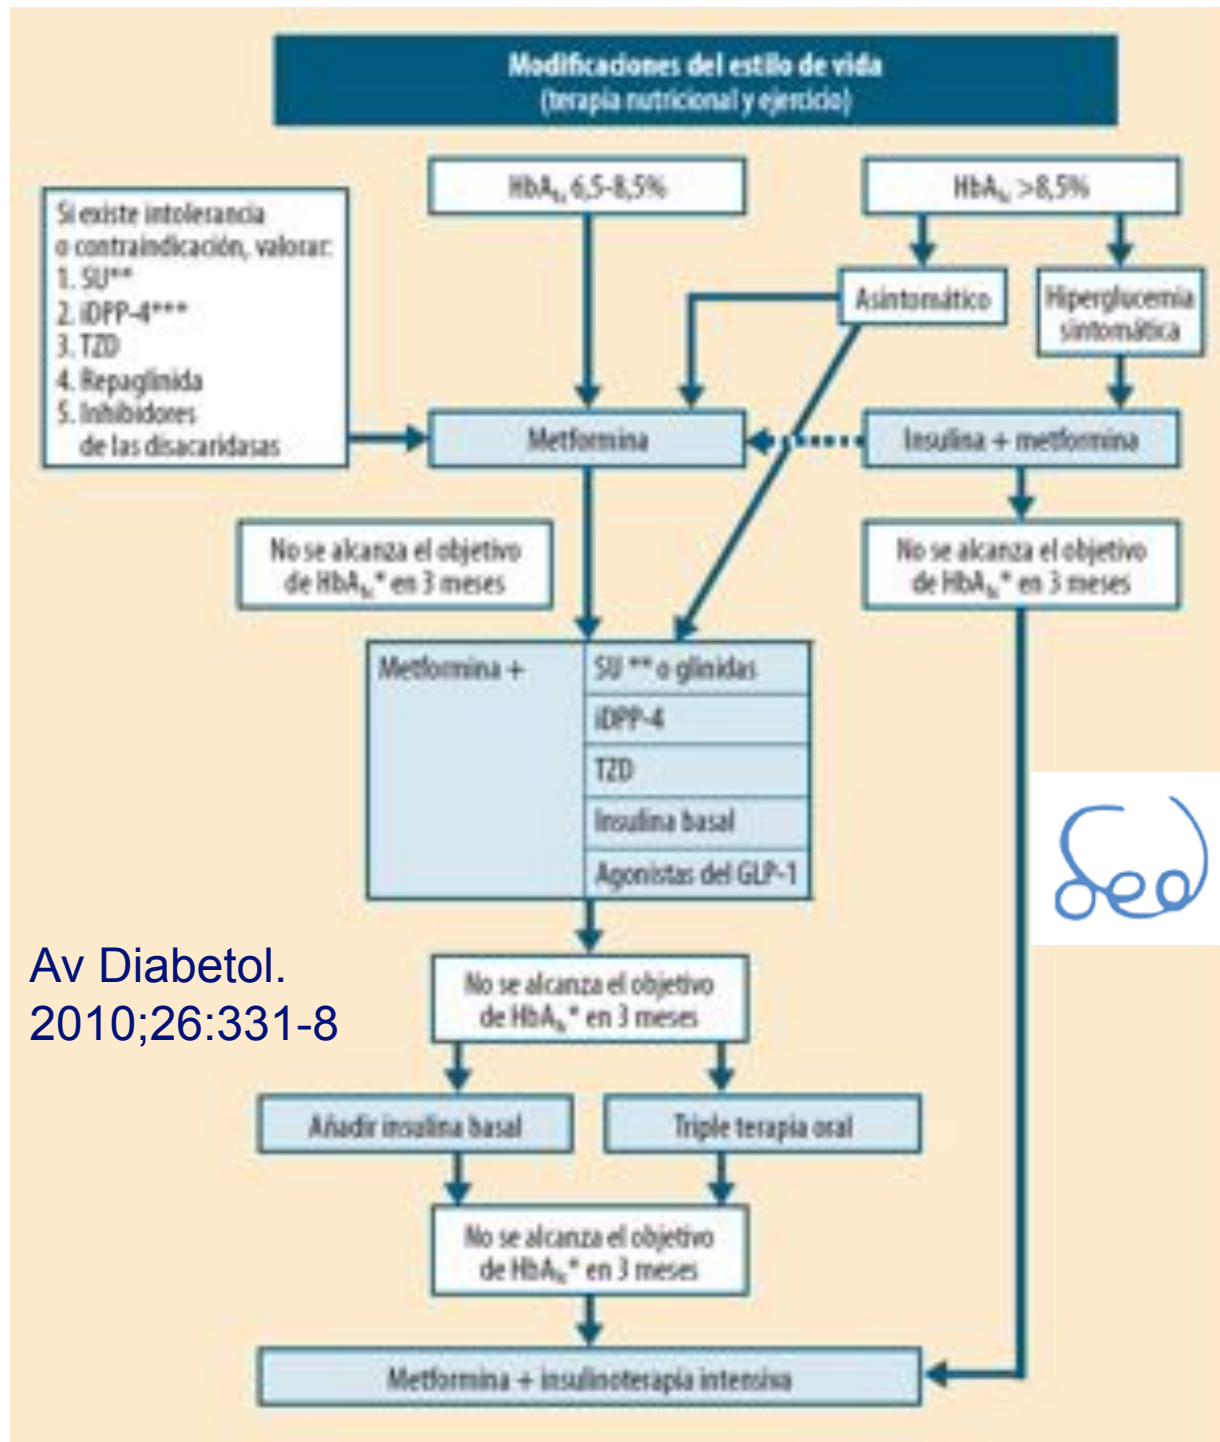 Modificaciones del estilo de vida
(terapia nutricional y ejercicio)
Si existe intolerancia
o contraindicación, valorar:
1. SU**
2. iDPP-4***
3. TZD
4. Repaglinida
5. Inhibidores
de las disacaridasas
HbA1c 6,5-8,5%
HbA1c >8,5%
Asintomático
Hiperglucemia
sintomática
Metformina
Insulina + metformina
No se alcanza el objetivo
de HbA1c* en 3 meses
No se alcanza el objetivo
de HbA1c* en 3 meses
Metformina +
SU ** o glinidas
iDPP-4
TZD
Insulina basal
Agonistas del GLP-1
sed
Av Diabetol.
2010;26:331-8
No se alcanza el objetivo
de HbA1c* en 3 meses
Añadir insulina basal
Triple terapia oral
No se alcanza el objetivo
de HbA1c* en 3 meses
Metformina + insulinoterapia intensiva